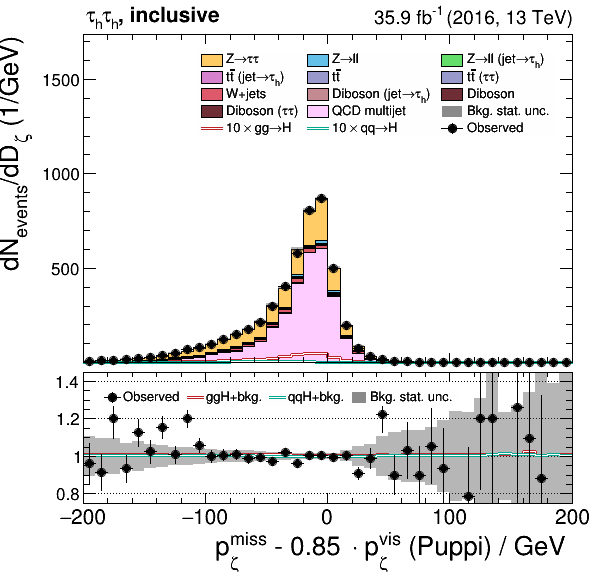 τhτh, inclusive
35.9 fb-1 (2016, 13 TeV)
dNevents/dDζ (1/GeV)
1500
1000
500
Z→ττ
Z→ll
Z→ll (jet→τh)
tt̄ (jet→τh)
tt̄
tt̄ (ττ)
W+jets
Diboson (jet→τh)
Diboson
Diboson (ττ)
QCD multijet
Bkg. stat. unc.
10 × gg→H
10 × qq→H
Observed
1.4
1.2
1
0.8
Observed
ggH+bkg.
qqH+bkg.
Bkg. stat. unc.
−200
−100
0
100
200
pζmiss - 0.85 · pζvis (Puppi) / GeV